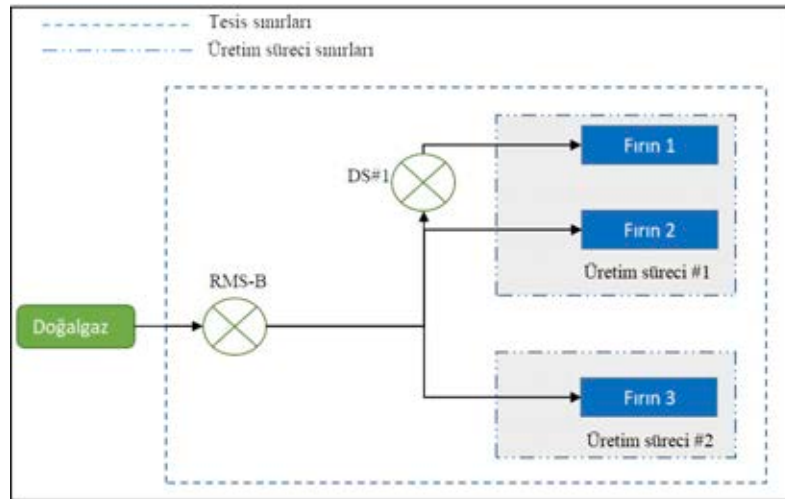 Tesis sınırları
Üretim süreci sınırları
Fırın 1
DS#1
Fırın 2
Üretim süreci #1
RMS-B
Doğalgaz
Fırın 3
Üretim süreci #2